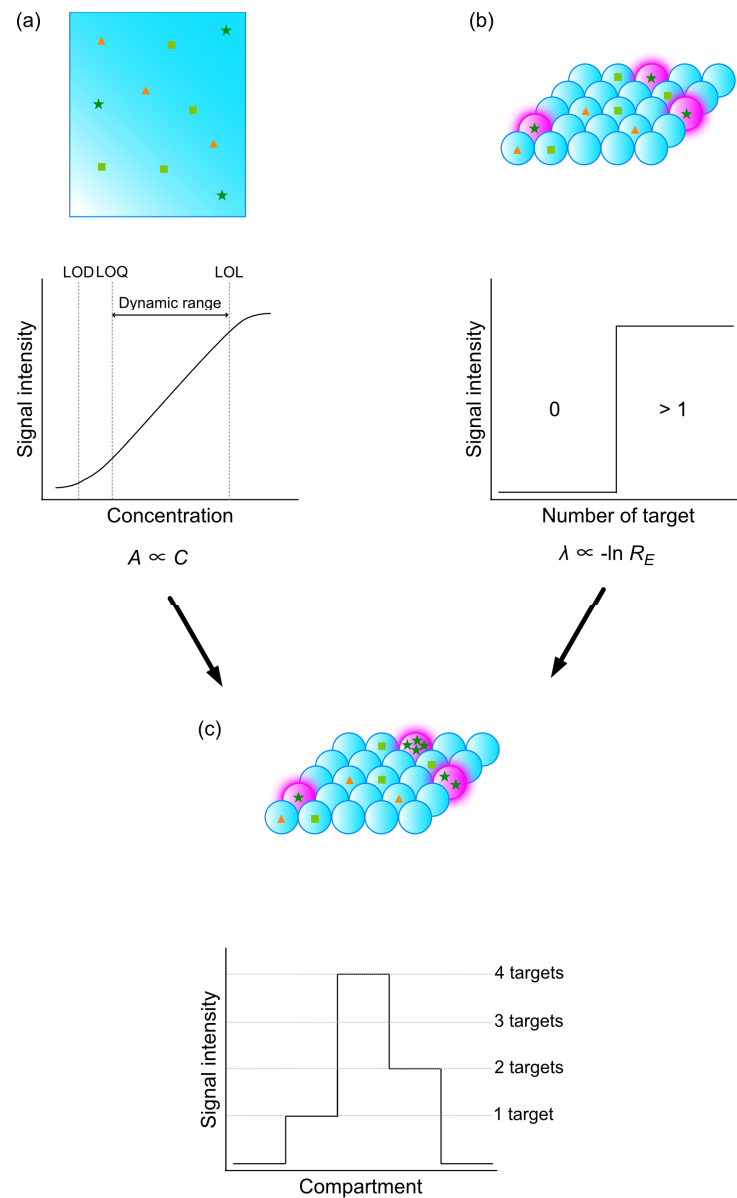 (a)
(b)
LOD LOQ LOL
Dynamic range
Signal intensity
Concentration
A ∝ C
Signal intensity
0 > 1
Number of target
λ ∝ -ln R_E
(c)
4 targets
3 targets
2 targets
1 target
Signal intensity
Compartment